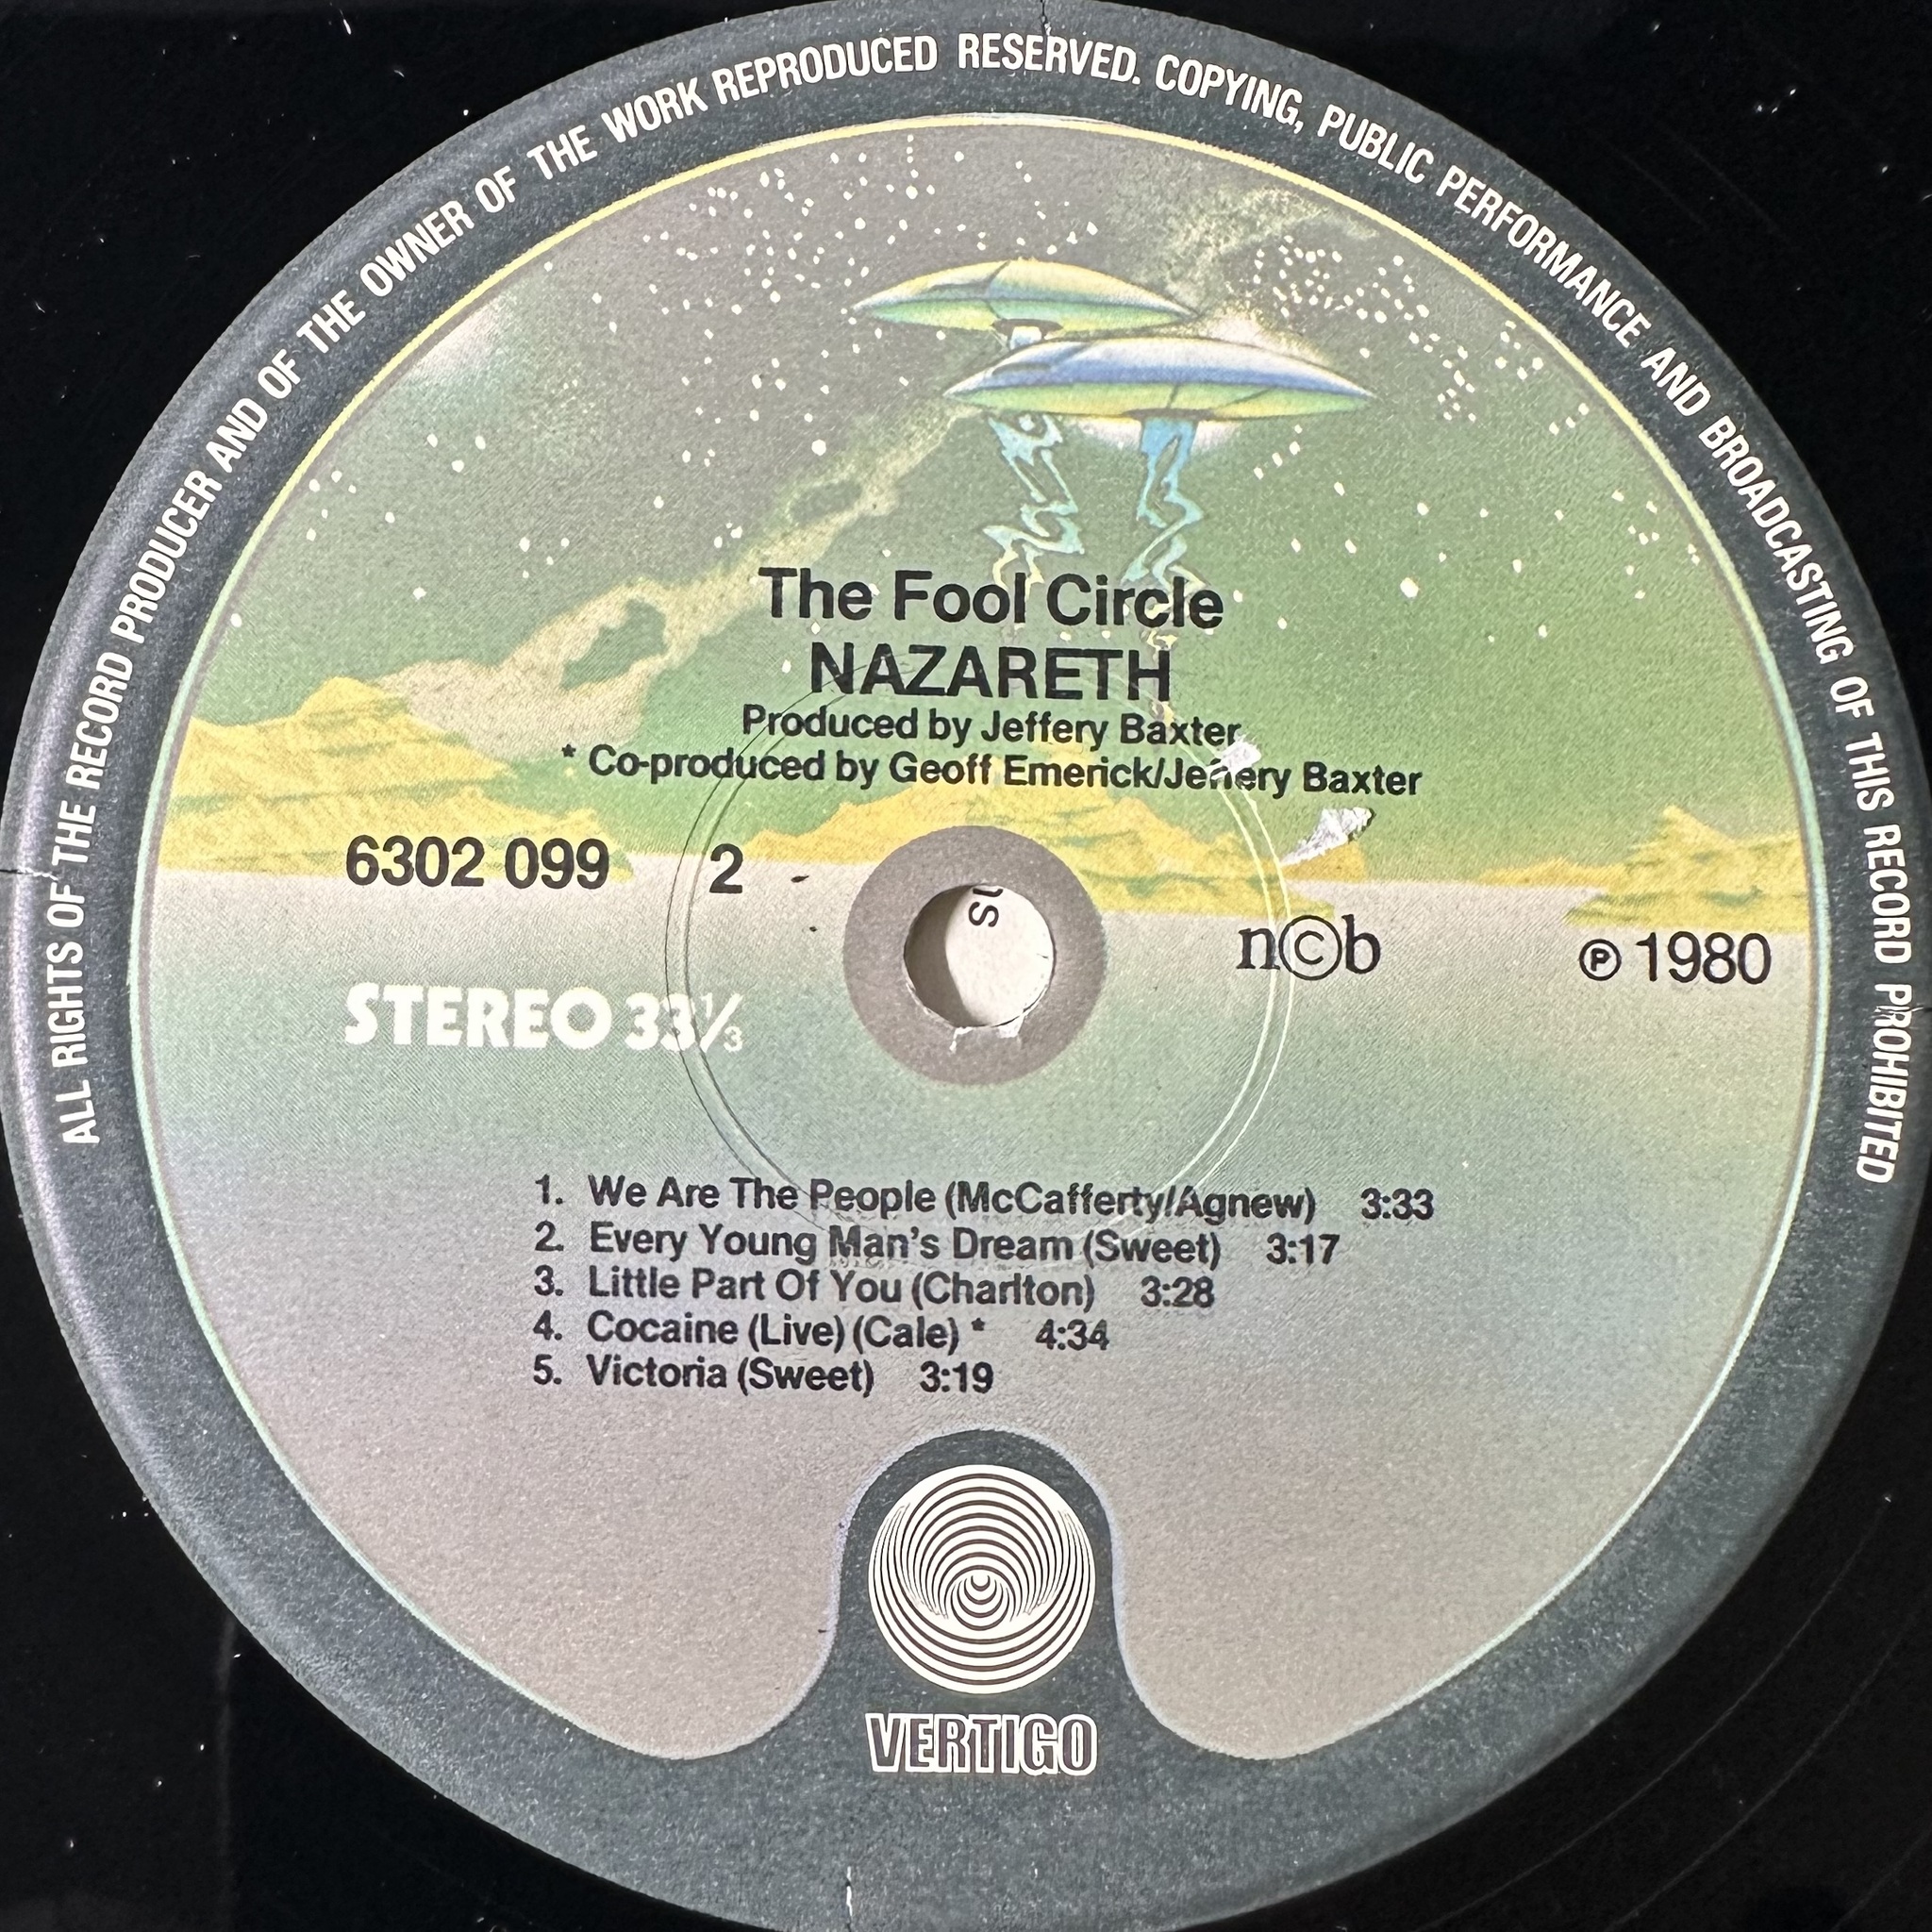 ALL RIGHTS OF THE RECORD PRODUCER AND OF THE OWNER OF THE WORK REPRODUCED RESERVED. COPYING, PUBLIC PERFORMANCE AND BROADCASTING OF THIS RECORD PROHIBITED
The Fool Circle
NAZARETH
Produced by Jeffery Baxter
* Co-produced by Geoff Emerick/Jeffery Baxter
6302 099 2
n©b ℗ 1980
STEREO 33⅓
1. We Are The People (McCafferty/Agnew) 3:33
2. Every Young Man's Dream (Sweet) 3:17
3. Little Part Of You (Charlton) 3:28
4. Cocaine (Live) (Cale) * 4:34
5. Victoria (Sweet) 3:19
VERTIGO